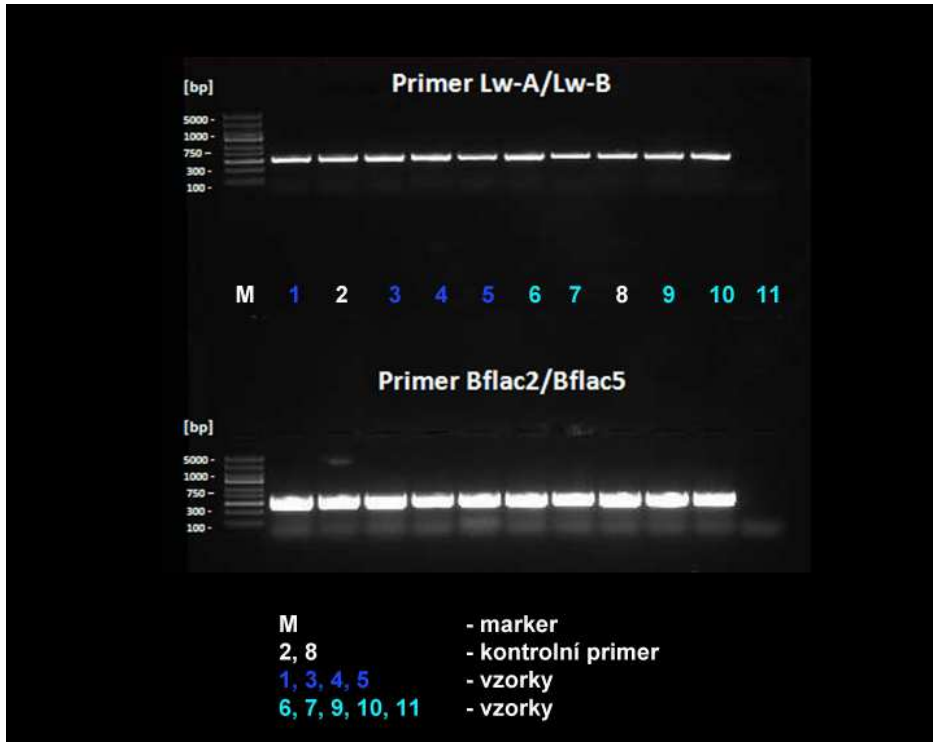 Primer Lw-A/Lw-B
[bp]
5000 -
1000 -
750 –
300 -
100 -
M 1 2 3 4 5 6 7 8 9 10 11
Primer Bflac2/Bflac5
[bp]
5000 -
1000 -
750 –
300 -
100 -
M - marker
2, 8 - kontrolní primer
1, 3, 4, 5 - vzorky
6, 7, 9, 10, 11 - vzorky